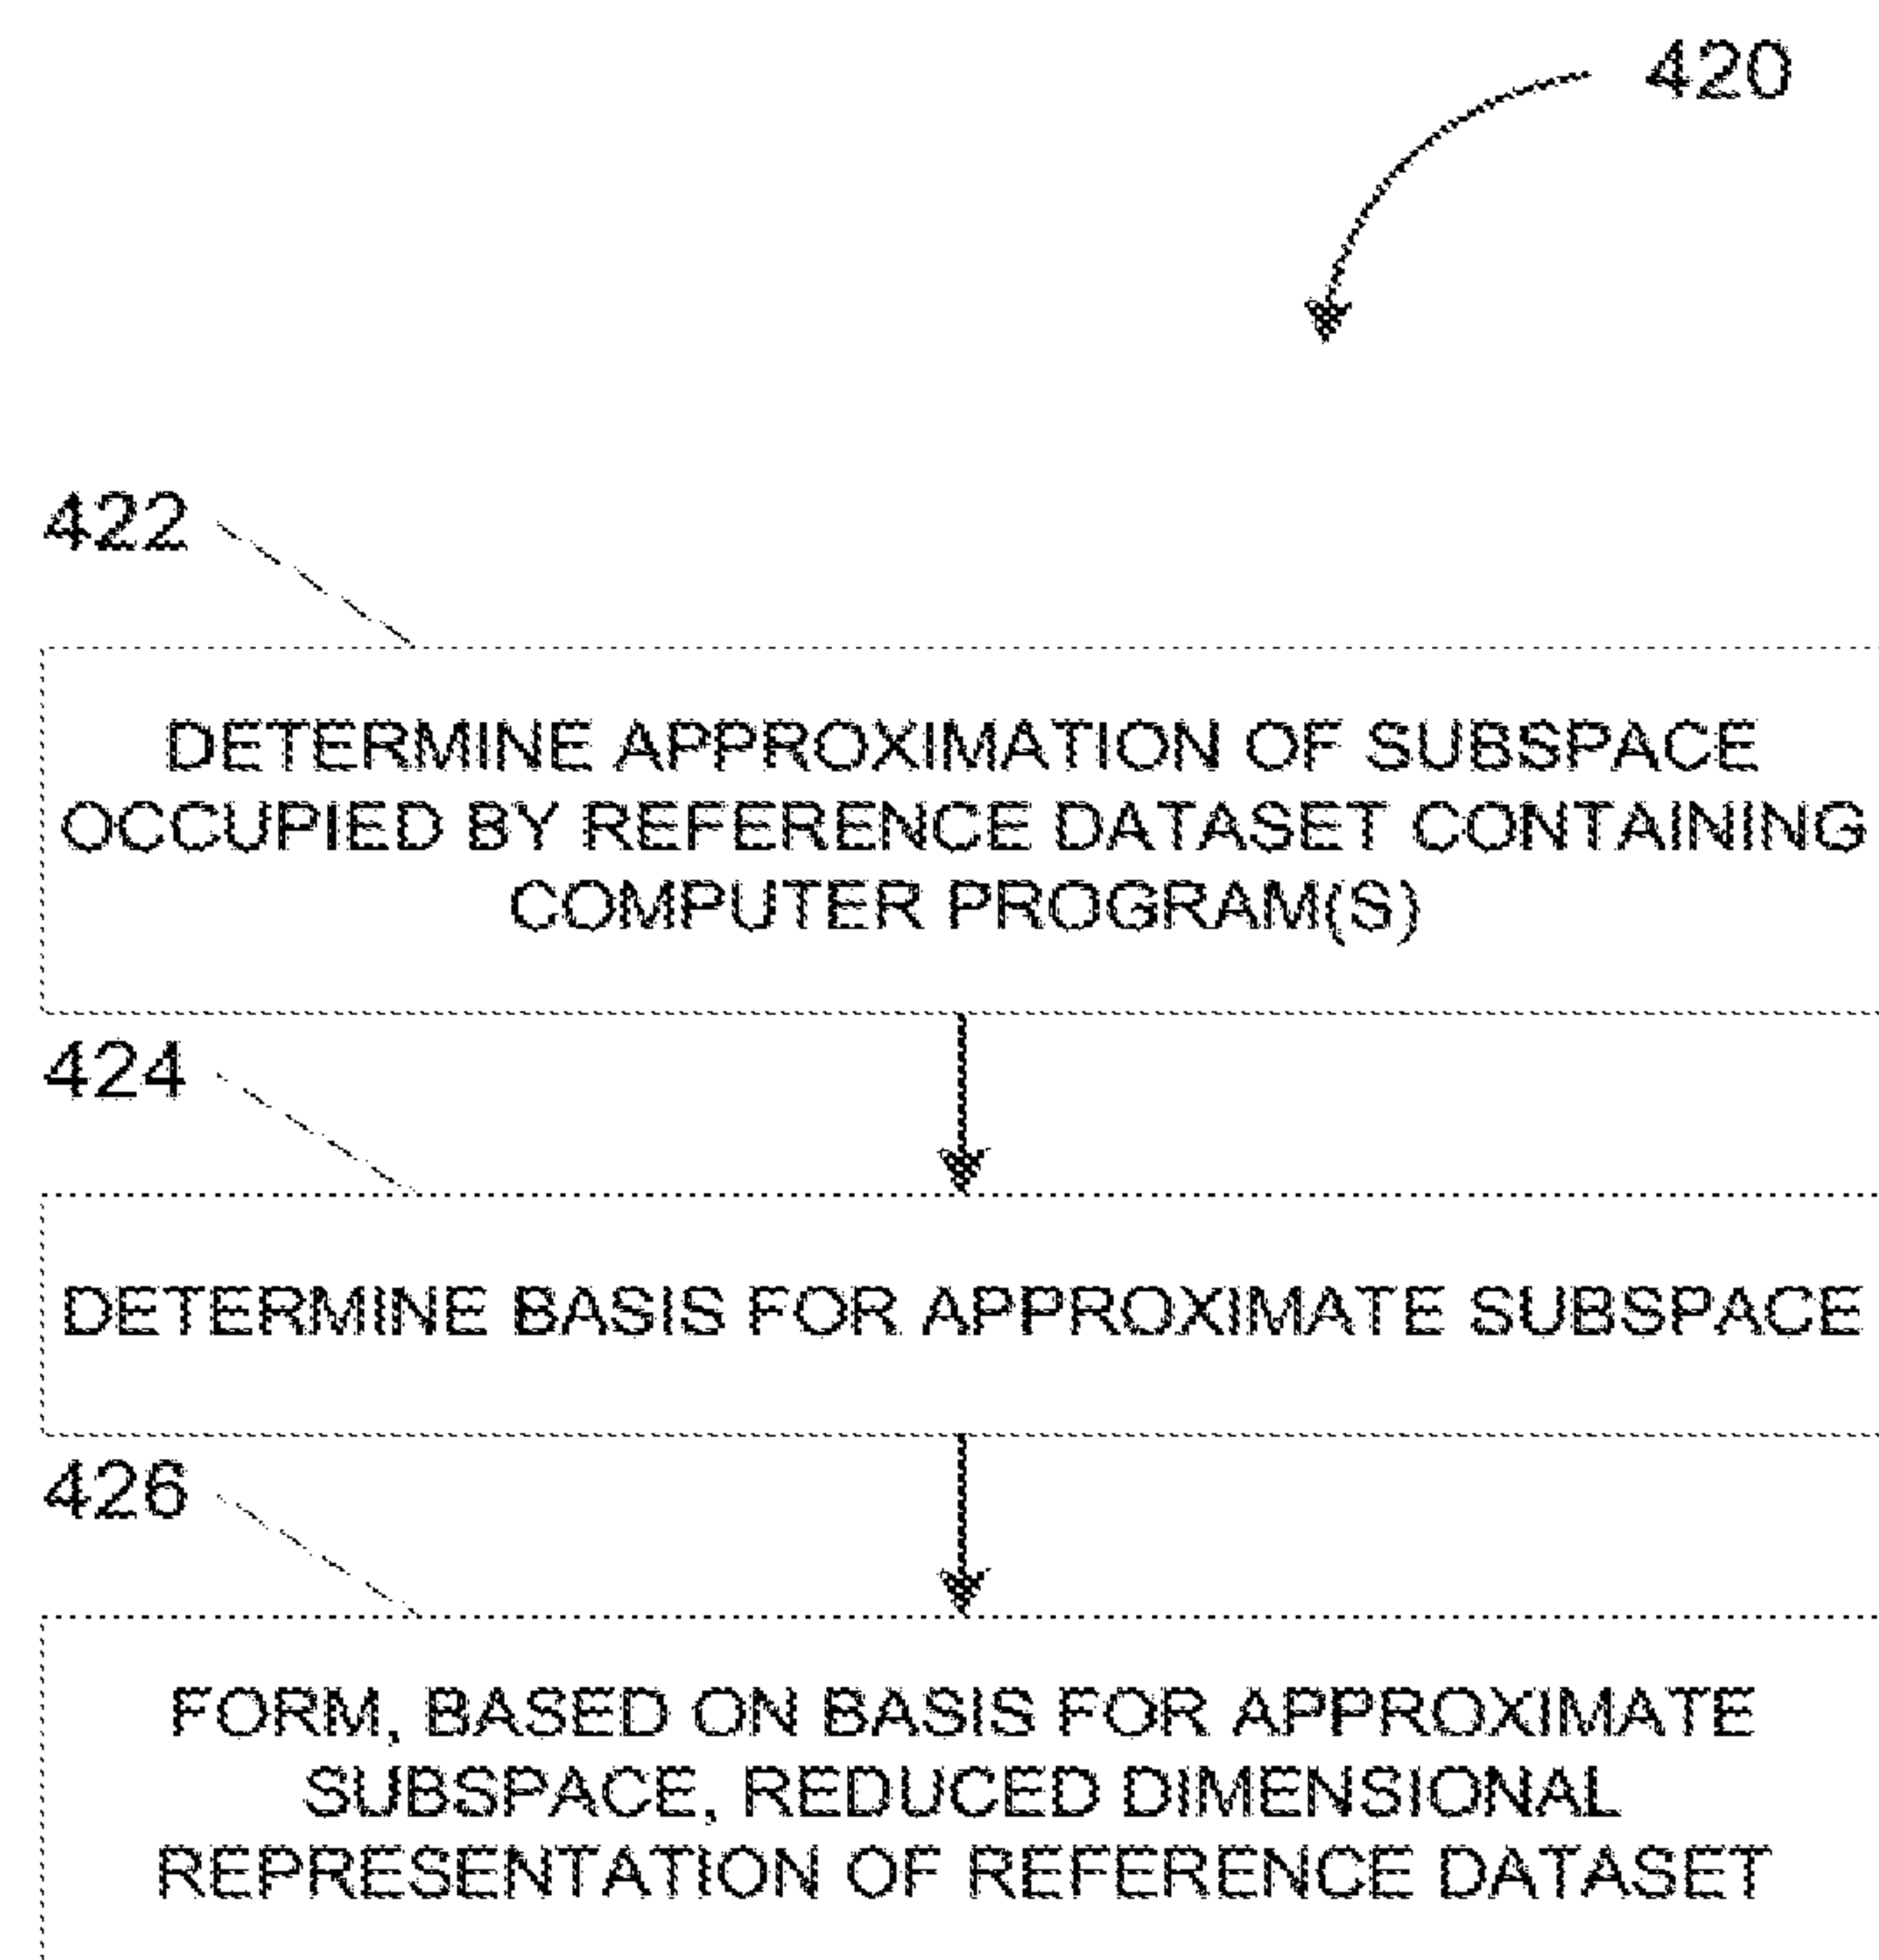 420
422
DETERMINE APPROXIMATION OF SUBSPACE
OCCUPIED BY REFERENCE DATASET CONTAINING
COMPUTER PROGRAM(S)
424
DETERMINE BASIS FOR APPROXIMATE SUBSPACE
426
FORM, BASED ON BASIS FOR APPROXIMATE
SUBSPACE, REDUCED DIMENSIONAL
REPRESENTATION OF REFERENCE DATASET